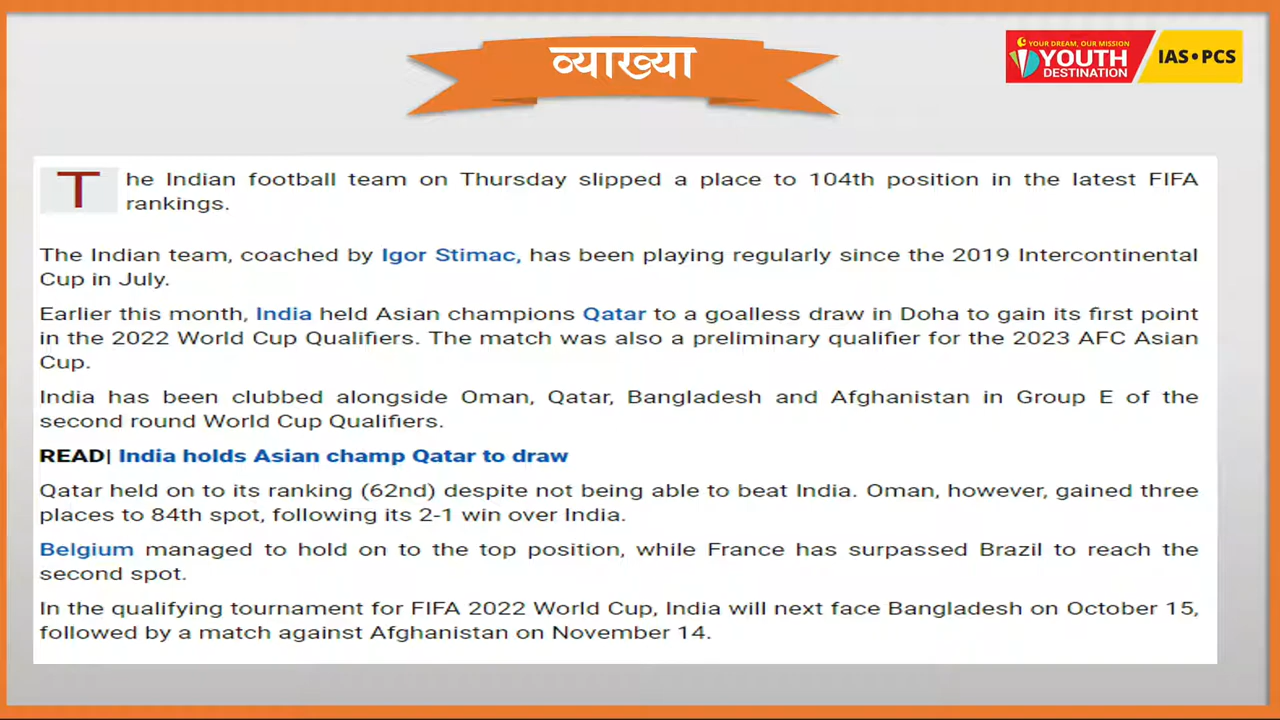 व्याख्या
YOUR DREAM, OUR MISSION
YOUTH
DESTINATION
IAS•PCS
The Indian football team on Thursday slipped a place to 104th position in the latest FIFA
rankings.
The Indian team, coached by Igor Stimac, has been playing regularly since the 2019 Intercontinental
Cup in July.
Earlier this month, India held Asian champions Qatar to a goalless draw in Doha to gain its first point
in the 2022 World Cup Qualifiers. The match was also a preliminary qualifier for the 2023 AFC Asian
Cup.
India has been clubbed alongside Oman, Qatar, Bangladesh and Afghanistan in Group E of the
second round World Cup Qualifiers.
READ| India holds Asian champ Qatar to draw
Qatar held on to its ranking (62nd) despite not being able to beat India. Oman, however, gained three
places to 84th spot, following its 2-1 win over India.
Belgium managed to hold on to the top position, while France has surpassed Brazil to reach the
second spot.
In the qualifying tournament for FIFA 2022 World Cup, India will next face Bangladesh on October 15,
followed by a match against Afghanistan on November 14.